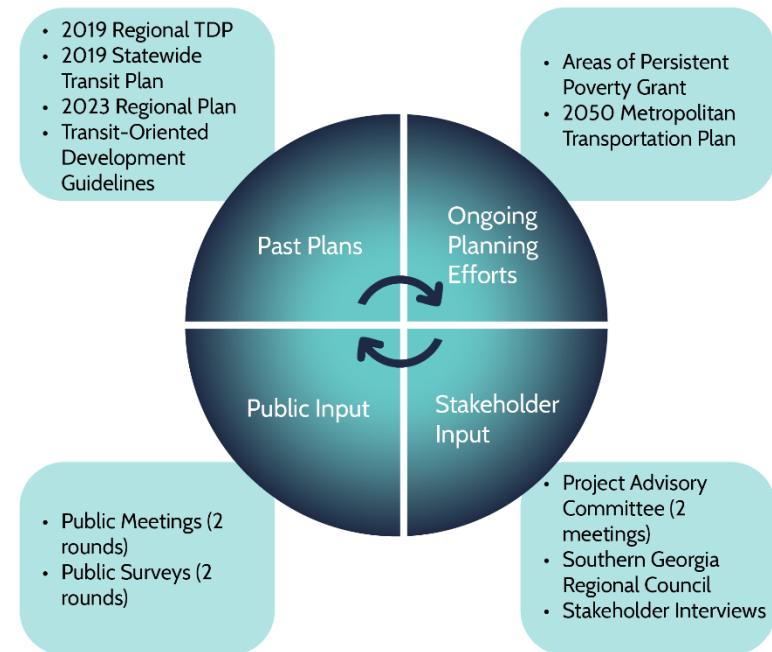 • 2019 Regional TDP
• 2019 Statewide
Transit Plan
• 2023 Regional Plan
• Transit-Oriented
Development
Guidelines
• Areas of Persistent
Poverty Grant
• 2050 Metropolitan
Transportation Plan
Past Plans
Ongoing
Planning
Efforts
Public Input
Stakeholder
Input
• Public Meetings (2
rounds)
• Public Surveys (2
rounds)
• Project Advisory
Committee (2
meetings)
• Southern Georgia
Regional Council
• Stakeholder Interviews